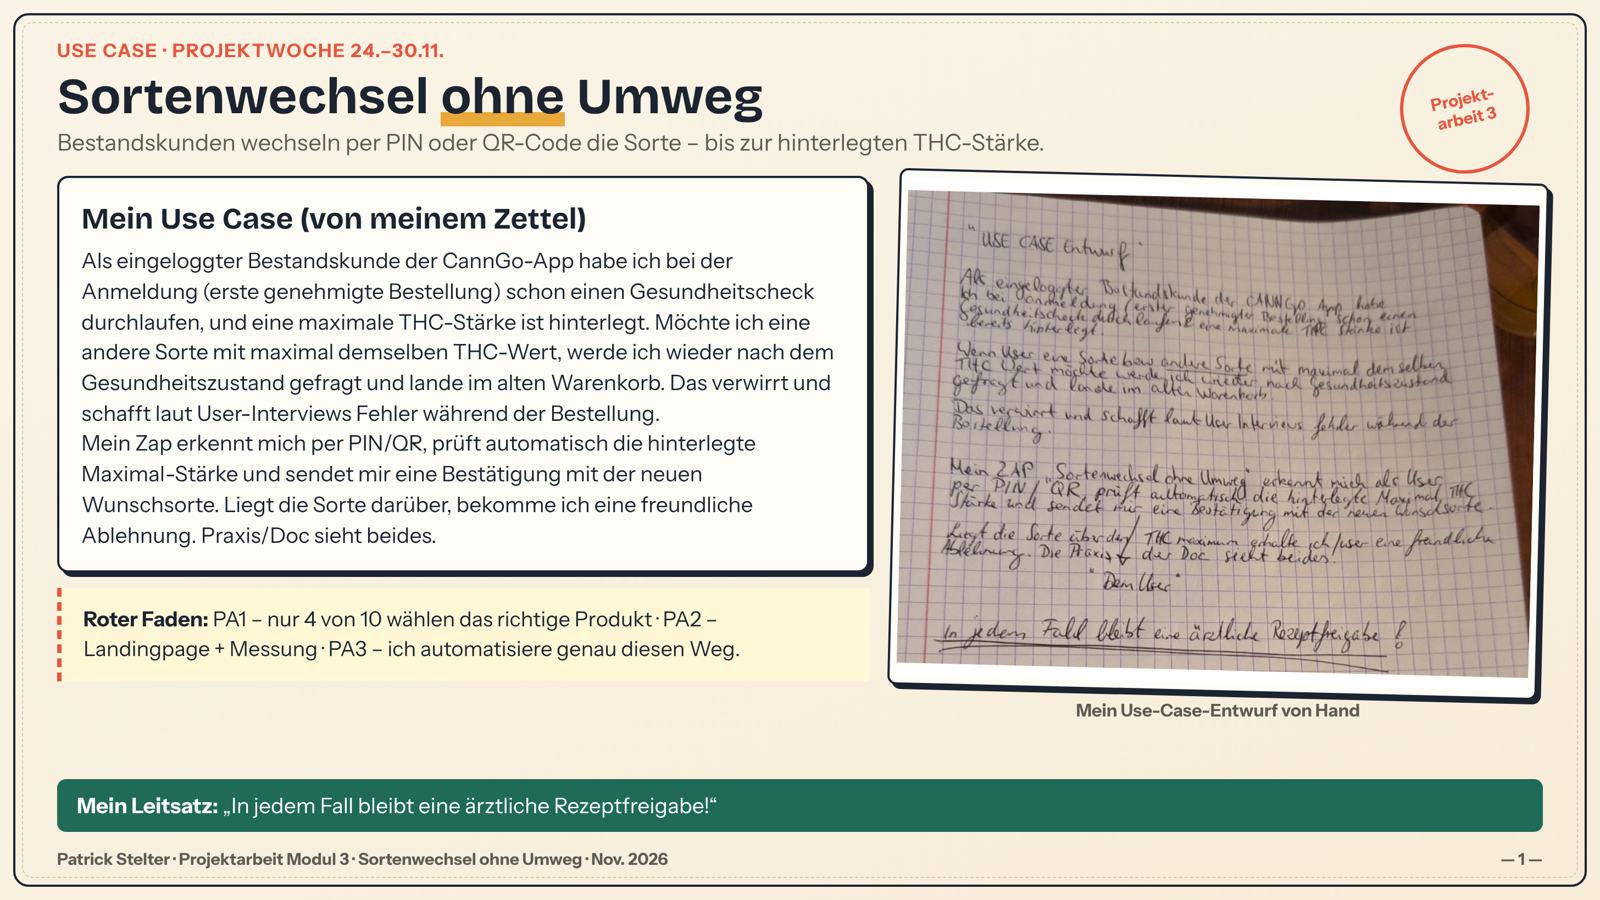 USE CASE · PROJEKTWOCHE 24.–30.11.
Sortenwechsel ohne Umweg
Bestandskunden wechseln per PIN oder QR-Code die Sorte – bis zur hinterlegten THC-Stärke.
Projekt-
arbeit 3
Mein Use Case (von meinem Zettel)
Als eingeloggter Bestandskunde der CannGo-App habe ich bei der
Anmeldung (erste genehmigte Bestellung) schon einen Gesundheitscheck
durchlaufen, und eine maximale THC-Stärke ist hinterlegt. Möchte ich eine
andere Sorte mit maximal demselben THC-Wert, werde ich wieder nach dem
Gesundheitszustand gefragt und lande im alten Warenkorb. Das verwirrt und
schafft laut User-Interviews Fehler während der Bestellung.
Mein Zap erkennt mich per PIN/QR, prüft automatisch die hinterlegte
Maximal-Stärke und sendet mir eine Bestätigung mit der neuen
Wunschsorte. Liegt die Sorte darüber, bekomme ich eine freundliche
Ablehnung. Praxis/Doc sieht beides.
Roter Faden: PA1 – nur 4 von 10 wählen das richtige Produkt · PA2 –
Landingpage + Messung · PA3 – ich automatisiere genau diesen Weg.
"USE CASE Entwurf"
Als eingeloggter Bestandskunde der CANNGO App habe
ich bei Anmeldung (erster genehmigter Bestellung) schon einen
Gesundheitscheck durchlaufen & eine maximale THC Stärke ist
bereits hinterlegt.
Wenn User eine Sorte bzw andere Sorte mit maximal demselben
THC Wert möchte werde ich wieder nach gesundheitszustand
gefragt und lande im alten Warenkorb.
Das verwirrt und schafft laut User Interviews fehler während der
Bestellung.
Mein ZAP „Sortenwechsel ohne Umweg" erkennt mich als User
per PIN / QR, prüft automatisch die hinterlegte Maximal THC
Stärke und sendet mir eine Bestätigung mit der neuen Wunschsorte.
Liegt die Sorte über der THC maximum erhalte ich/user eine freundliche
Ablehnung. Die Praxis der Doc sieht beides.
"Dem User"
In jedem Fall bleibt eine ärztliche Rezeptfreigabe !
Mein Use-Case-Entwurf von Hand
Mein Leitsatz: „In jedem Fall bleibt eine ärztliche Rezeptfreigabe!“
Patrick Stelter · Projektarbeit Modul 3 · Sortenwechsel ohne Umweg · Nov. 2026
— 1 —